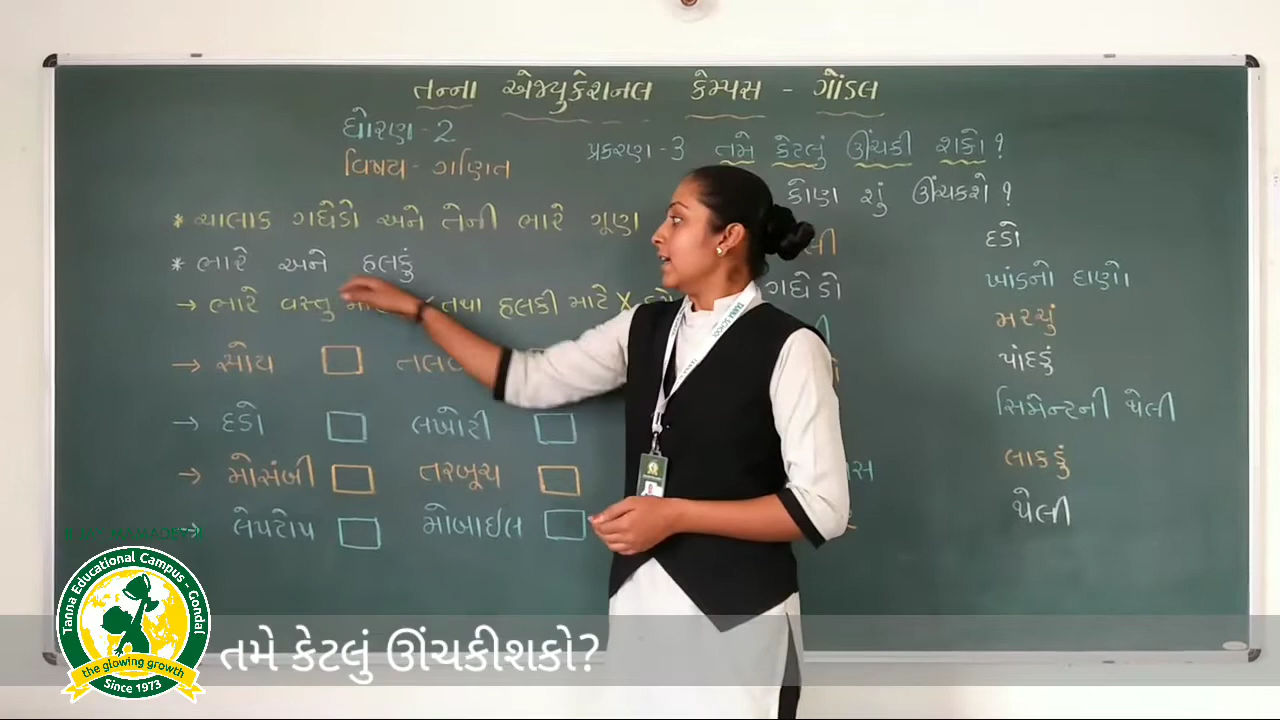 તન્ના એજ્યુકેશનલ કેમ્પસ - ગોંડલ
ધોરણ - 2
વિષય - ગણિત
પ્રકરણ - 3 તમે કેટલું ઊંચકી શકો ?
કોણ શું ઊંચકશે ?
* ચાલાક ગધેડો અને તેની ભારે ગૂણ
* ભારે અને હલકું
→ ભારે વસ્તુ તથા હલકી માટે X
→ સોય
→ દડો લખોટી
→ મોસંબી તરબૂચ
→ લેપટોપ મોબાઈલ
ગધેડો
દડો
ખાંડનો દાણો
મરચું
પાંદડું
સિમેન્ટની થેલી
લાકડું
થેલી
Tanna Educational Campus - Gondal
the glowing growth
Since 1973
તમે કેટલું ઊંચકીશકો?